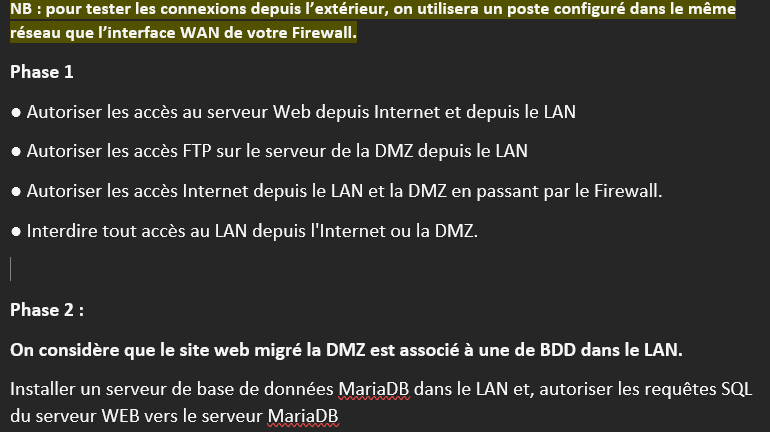 NB : pour tester les connexions depuis l’extérieur, on utilisera un poste configuré dans le même
réseau que l’interface WAN de votre Firewall.
Phase 1
● Autoriser les accès au serveur Web depuis Internet et depuis le LAN
● Autoriser les accès FTP sur le serveur de la DMZ depuis le LAN
● Autoriser les accès Internet depuis le LAN et la DMZ en passant par le Firewall.
● Interdire tout accès au LAN depuis l'Internet ou la DMZ.
Phase 2 :
On considère que le site web migré la DMZ est associé à une de BDD dans le LAN.
Installer un serveur de base de données MariaDB dans le LAN et, autoriser les requêtes SQL
du serveur WEB vers le serveur MariaDB